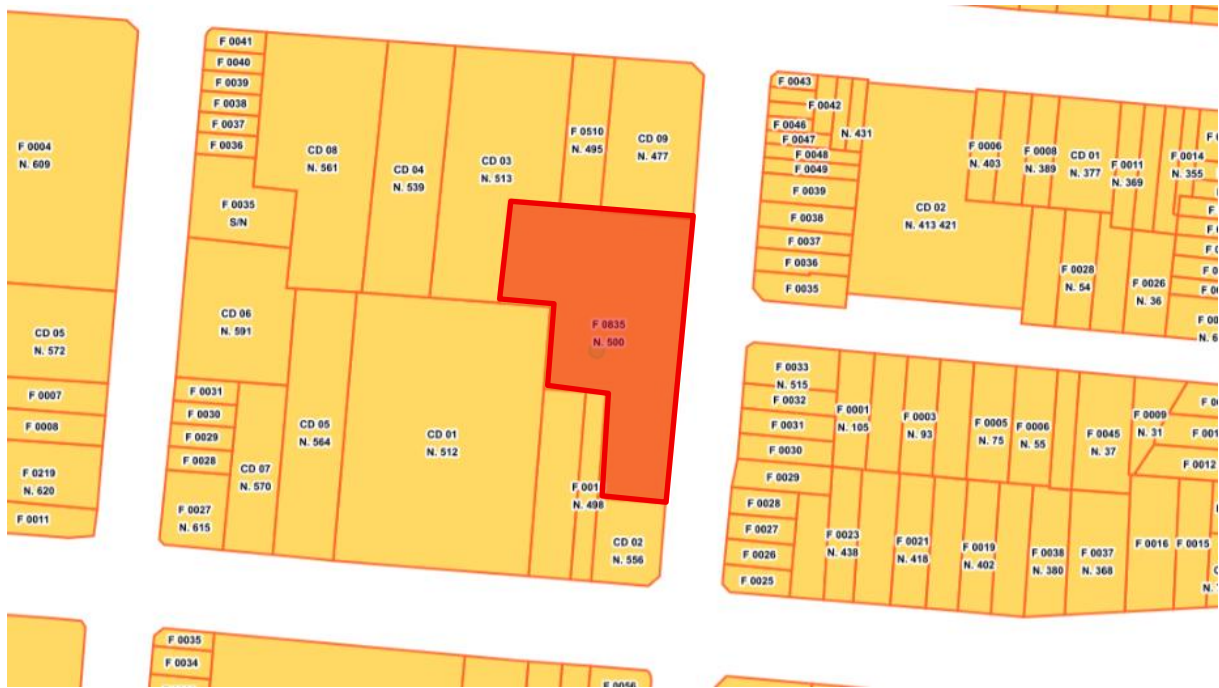 F 0004
N. 609
CD 05
N. 572
F 0007
F 0008
F 0219
N. 620
F 0011
F 0041
F 0040
F 0039
F 0038
F 0037
F 0036
F 0035
S/N
CD 08
N. 561
CD 04
N. 539
CD 03
N. 513
F 0510
N. 495
CD 09
N. 477
CD 06
N. 591
F 0031
F 0030
F 0029
F 0028
F 0027
N. 615
CD 07
N. 570
CD 05
N. 564
CD 01
N. 512
F 0835
N. 500
F 001
N. 498
CD 02
N. 556
F 0043
F 0042
F 0046
N. 431
F 0047
F 0048
F 0049
F 0039
F 0038
F 0037
F 0036
F 0035
CD 02
N. 413 421
F 0006
N. 403
F 0008
N. 389
CD 01
N. 377
F 0011
N. 369
F 0014
N. 355
F 0028
N. 54
F 0026
N. 36
F 0033
N. 515
F 0032
F 0031
F 0030
F 0029
F 0028
F 0027
F 0026
F 0025
F 0001
N. 105
F 0003
N. 93
F 0005
N. 75
F 0006
N. 55
F 0045
N. 37
F 0009
N. 31
F 0012
F 0023
N. 438
F 0021
N. 418
F 0019
N. 402
F 0038
N. 380
F 0037
N. 368
F 0016
F 0015
F 0035
F 0034
F 0056